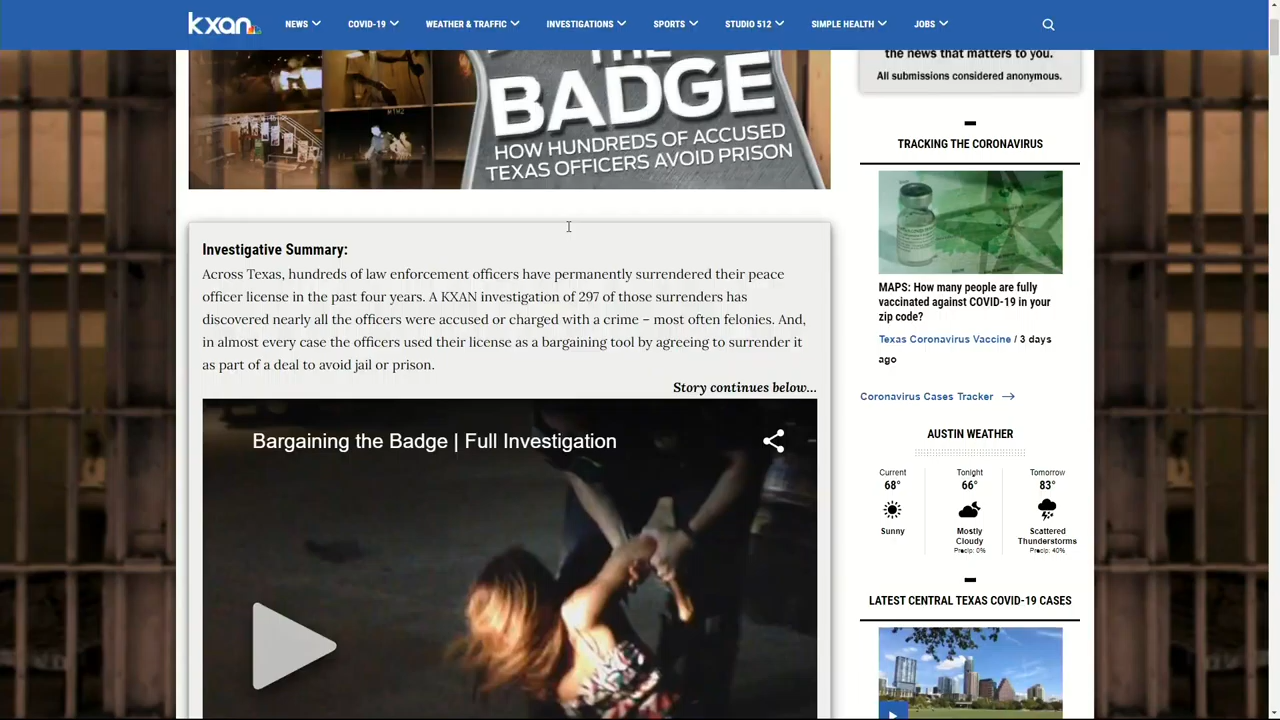 kxan
NEWS
COVID-19
WEATHER & TRAFFIC
INVESTIGATIONS
SPORTS
STUDIO 512
SIMPLE HEALTH
JOBS
THE
BADGE
HOW HUNDREDS OF ACCUSED
TEXAS OFFICERS AVOID PRISON
Investigative Summary:
Across Texas, hundreds of law enforcement officers have permanently surrendered their peace
officer license in the past four years. A KXAN investigation of 297 of those surrenders has
discovered nearly all the officers were accused or charged with a crime – most often felonies. And,
in almost every case the officers used their license as a bargaining tool by agreeing to surrender it
as part of a deal to avoid jail or prison.
Story continues below...
Bargaining the Badge | Full Investigation
the news that matters to you.
All submissions considered anonymous.
TRACKING THE CORONAVIRUS
MAPS: How many people are fully
vaccinated against COVID-19 in your
zip code?
Texas Coronavirus Vaccine / 3 days
ago
Coronavirus Cases Tracker
AUSTIN WEATHER
Current
68°
Sunny
Tonight
66°
Mostly
Cloudy
Precip: 0%
Tomorrow
83°
Scattered
Thunderstorms
Precip: 40%
LATEST CENTRAL TEXAS COVID-19 CASES